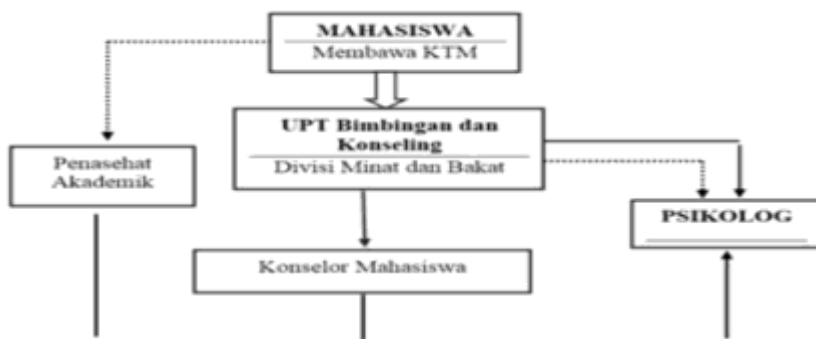 MAHASISWA
Membawa KTM
UPT Bimbingan dan
Konseling
Divisi Minat dan Bakat
Penasehat
Akademik
PSIKOLOG
Konselor Mahasiswa